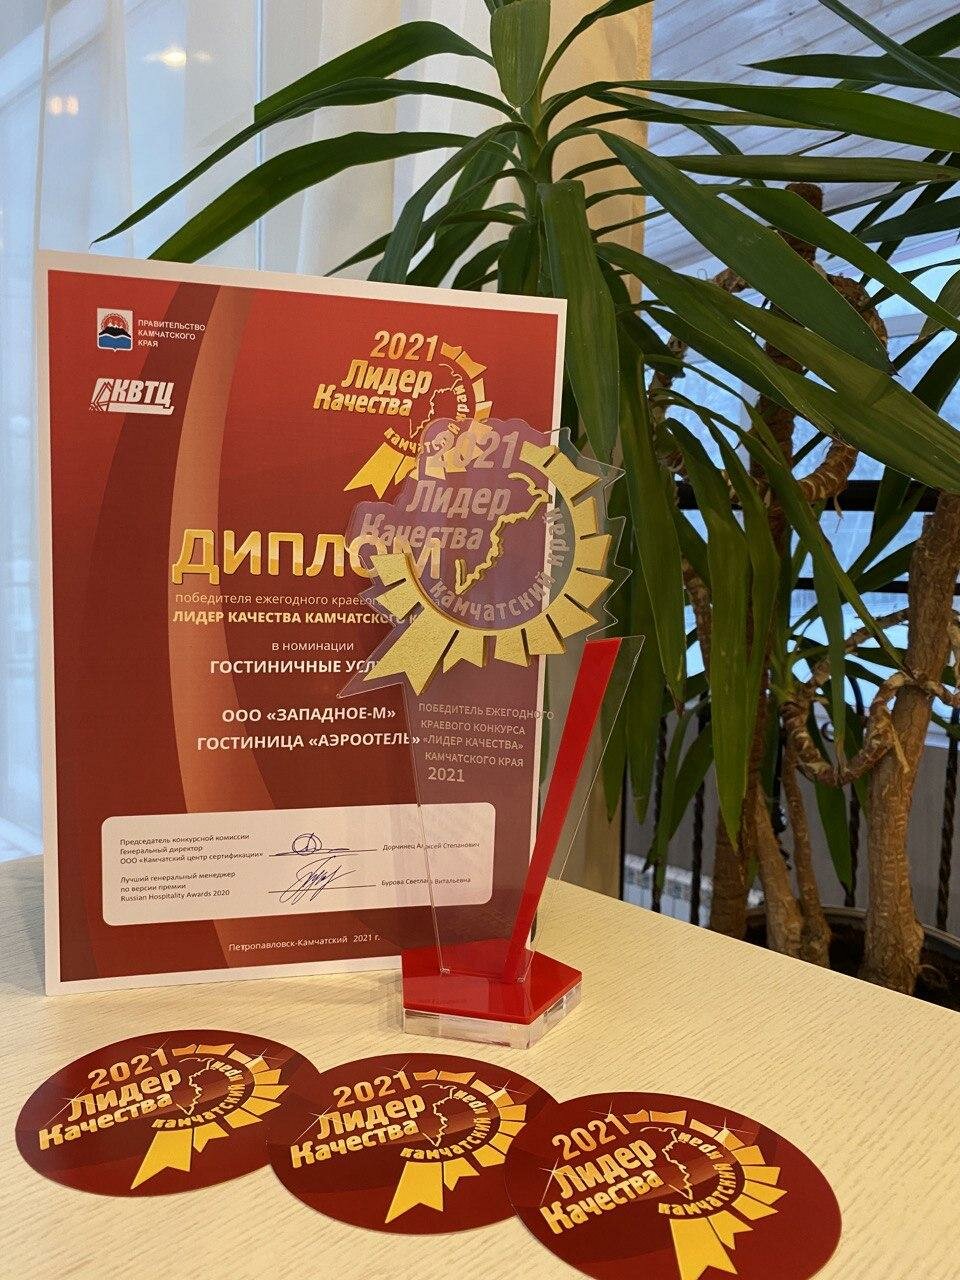 ПРАВИТЕЛЬСТВО
КАМЧАТСКОГО
КРАЯ
КВТЦ
2021
Лидер
Качества
камчатский край
ДИПЛОМ
победителя ежегодного
ЛИДЕР КАЧЕСТВА КАМЧАТСКОГО
в номинации
ГОСТИНИЧНЫЕ
ООО «ЗАПАДНОЕ-М»
ГОСТИНИЦА «АЭРООТЕЛЬ»
Председатель конкурсной комиссии
Генеральный директор
ООО «Камчатский центр сертификации»
Дорчинец Алексей Степанович
Лучший генеральный менеджер
по версии премии
Russian Hospitality Awards 2020
Бурова Светлана Витальевна
Петропавловск-Камчатский 2021 г.
2021
Лидер
Качества
камчатский край
ПОБЕДИТЕЛЬ ЕЖЕГОДНОГО
КРАЕВОГО КОНКУРСА
«ЛИДЕР КАЧЕСТВА»
КАМЧАТСКОГО КРАЯ
2021
2021
Лидер
Качества
камчатский край
2021
Лидер
Качества
камчатский край
2021
Лидер
Качества
камчатский край